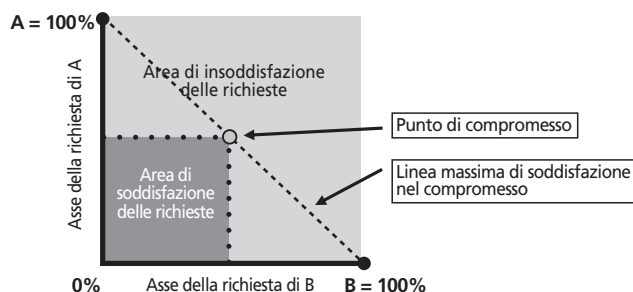 A = 100%
Asse della richiesta di A
Area di insoddisfazione
delle richieste
Punto di compromesso
Linea massima di soddisfazione
nel compromesso
Area di
soddisfazione
delle richieste
0%
Asse della richiesta di B
B = 100%